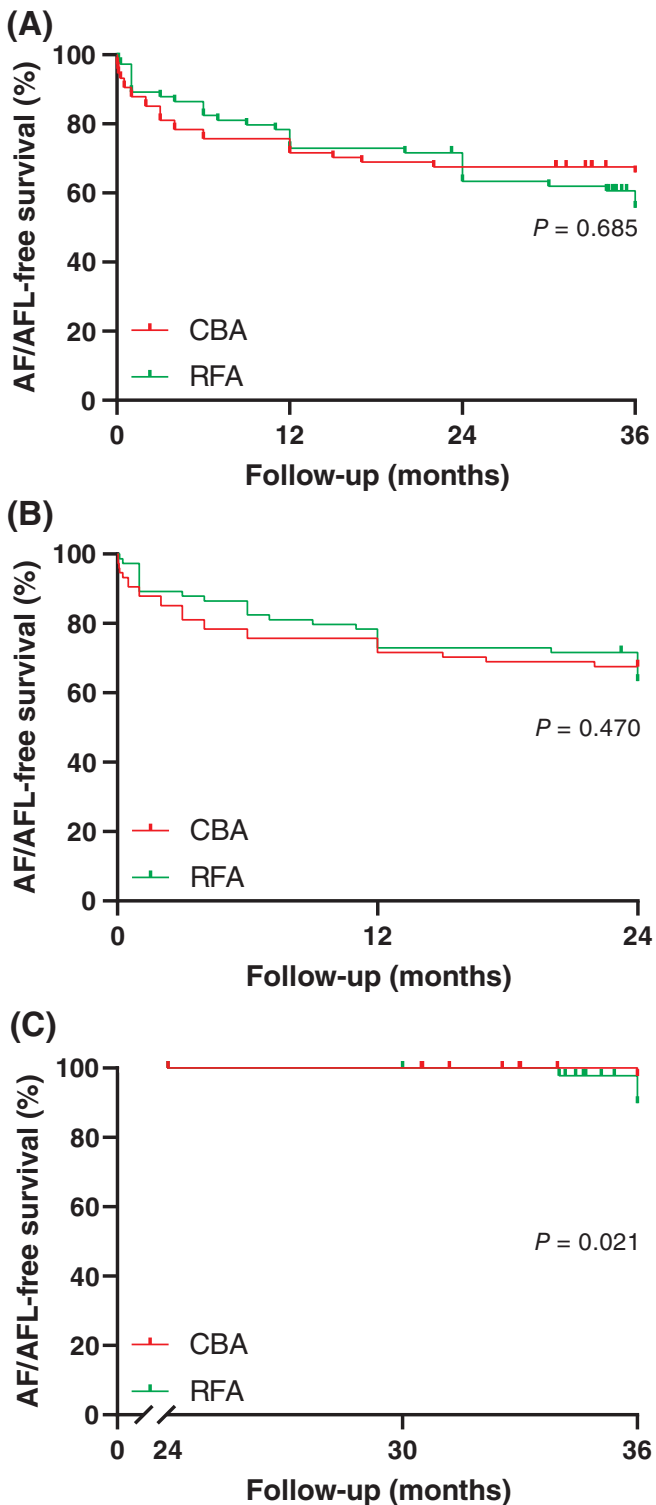 (A)
AF/AFL-free survival (%)
100
80
60
40
20
0
P = 0.685
CBA
RFA
0 12 24 36
Follow-up (months)
(B)
AF/AFL-free survival (%)
100
80
60
40
20
0
P = 0.470
CBA
RFA
0 12 24
Follow-up (months)
(C)
AF/AFL-free survival (%)
100
80
60
40
20
0
P = 0.021
CBA
RFA
0 24 30 36
Follow-up (months)